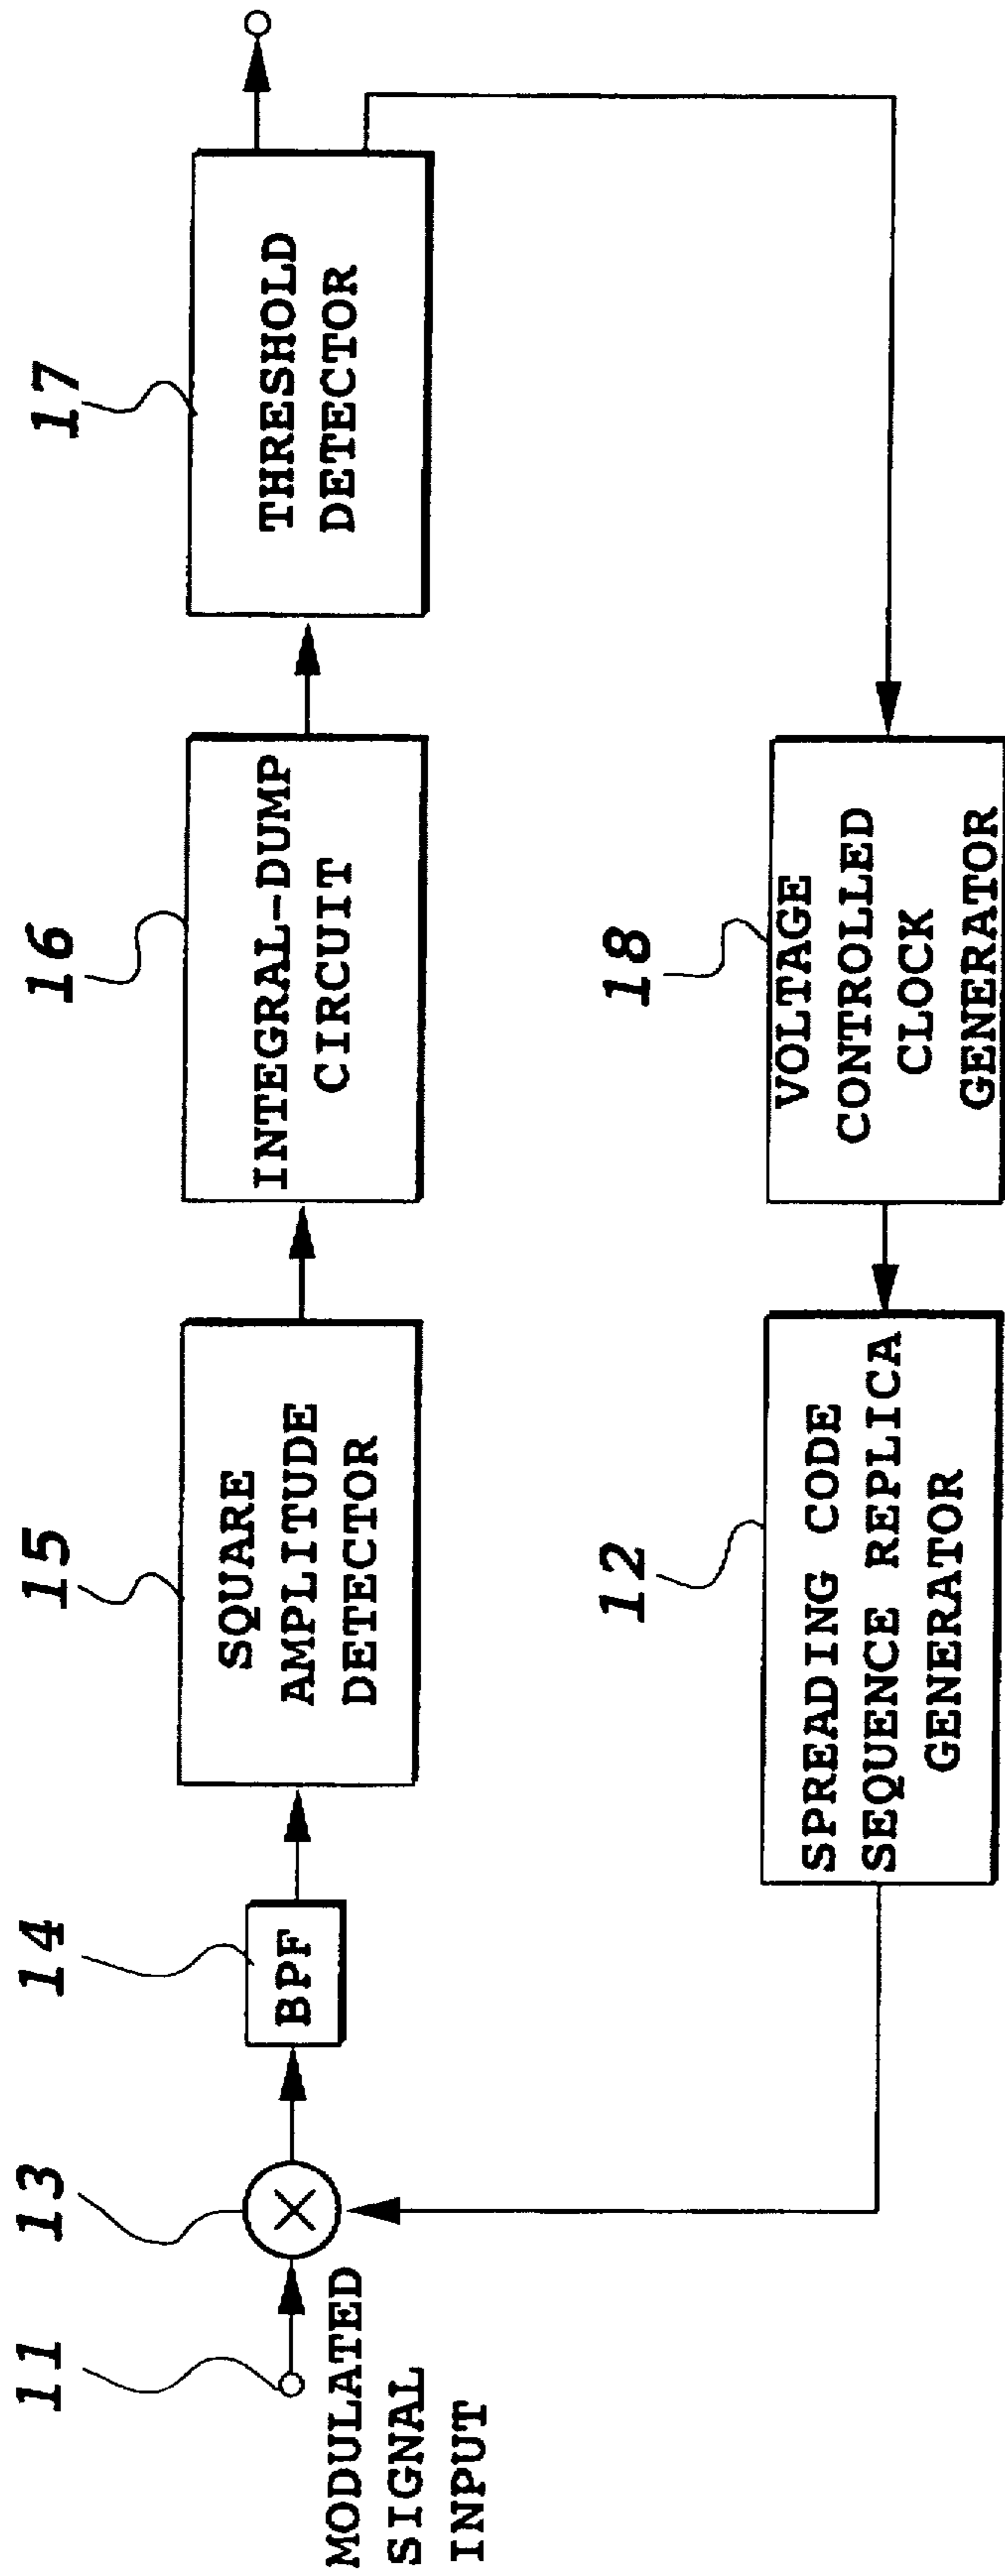 11
MODULATED
SIGNAL
INPUT
13
14
BPF
15
SQUARE
AMPLITUDE
DETECTOR
16
INTEGRAL-DUMP
CIRCUIT
17
THRESHOLD
DETECTOR
12
SPREADING CODE
SEQUENCE REPLICA
GENERATOR
18
VOLTAGE
CONTROLLED
CLOCK
GENERATOR